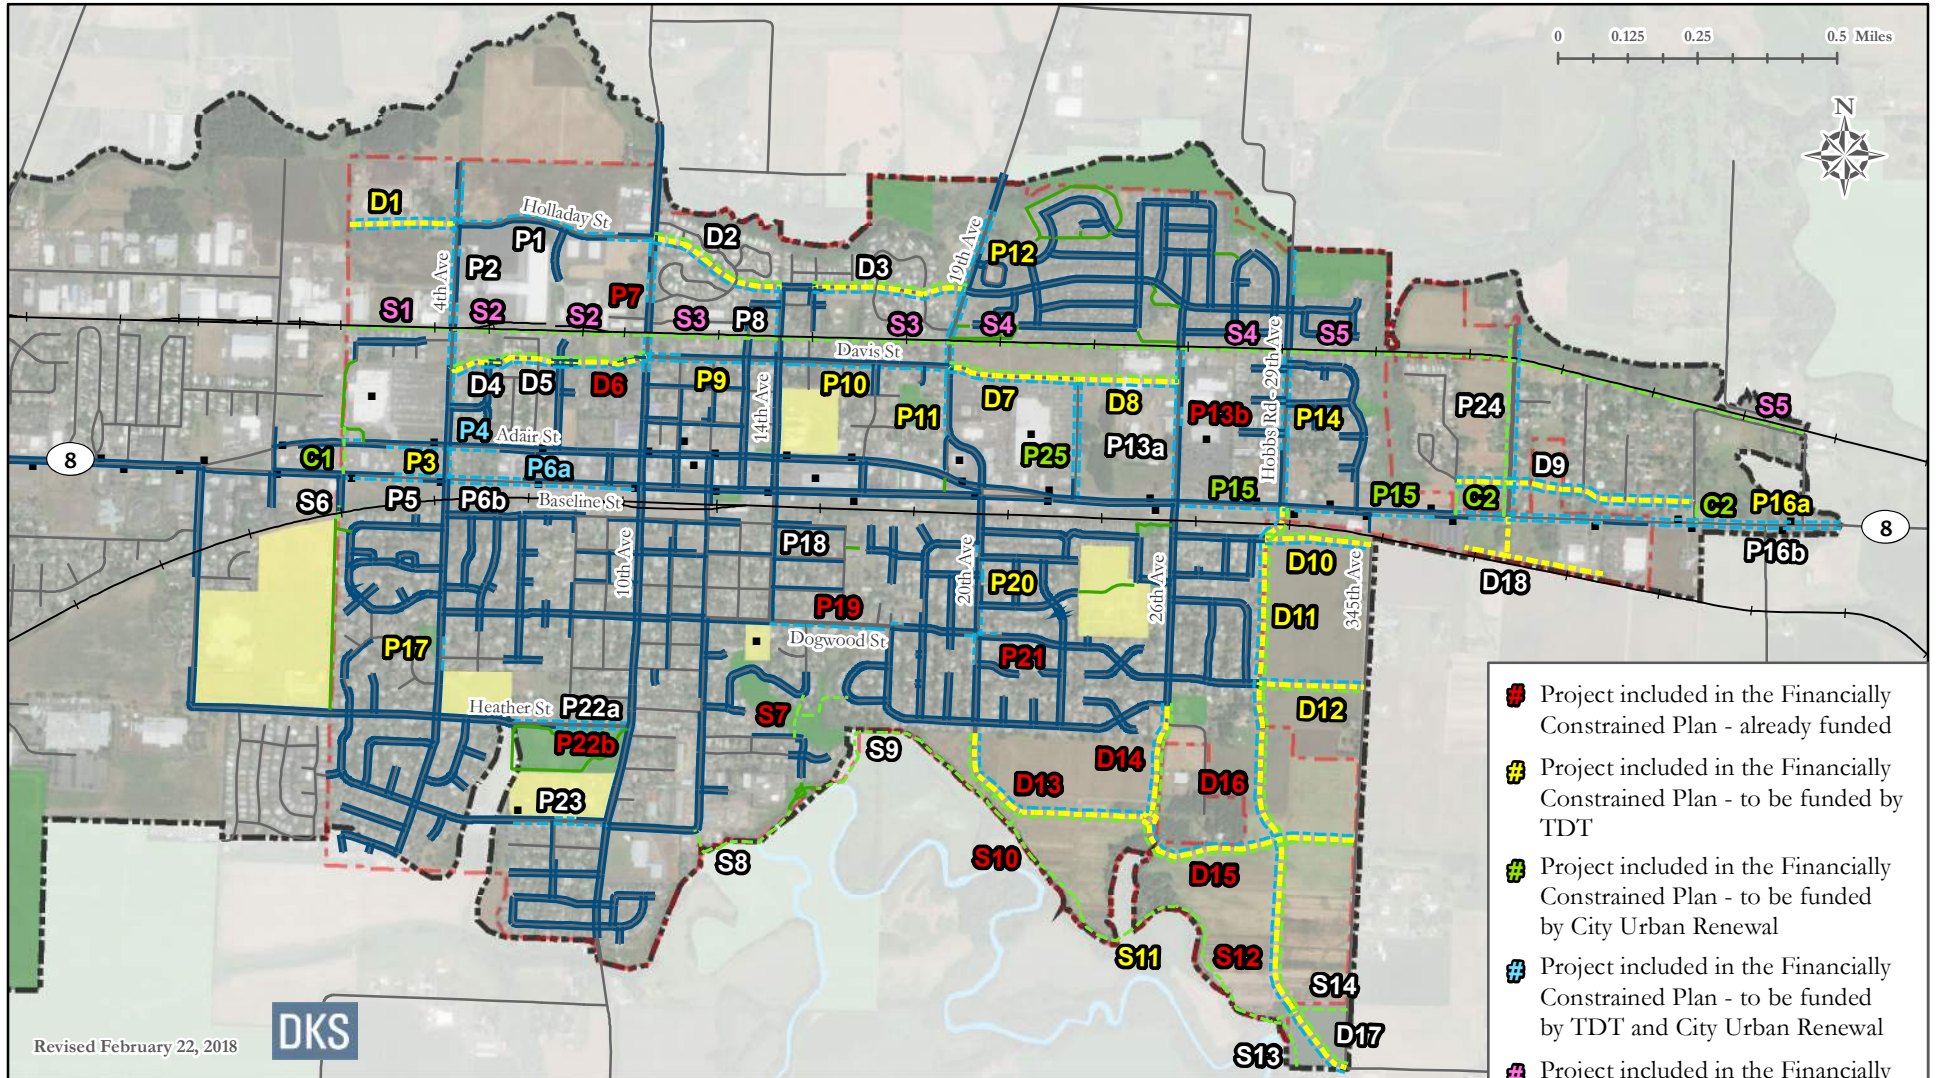 0 0.125 0.25 0.5 Miles
N
D1
Holladay St
D2
19th Ave
P12
P1
4th Ave
P2
D3
P7
S1
S2
S2
S3
P8
S3
S4
S4
S5
Hobbs Rd - 29th Ave
Davis St
D4
D5
D6
P9
14th Ave
P10
P11
D7
D8
P13b
P14
P24
S5
P4
Adair St
P13a
8
C1
P3
P6a
P25
D9
S6
P5
P6b
Baseline St
P15
P15
C2
C2
P16a
8
P18
P16b
10th Ave
20th Ave
P20
26th Ave
D10
345th Ave
D18
P19
D11
P17
Dogwood St
P21
Heather St
P22a
S7
D12
P22b
S9
D14
D13
D16
P23
S8
S10
D15
S11
S12
S14
D17
S13
DKS
Revised February 22, 2018
# Project included in the Financially
Constrained Plan - already funded
# Project included in the Financially
Constrained Plan - to be funded by
TDT
# Project included in the Financially
Constrained Plan - to be funded
by City Urban Renewal
# Project included in the Financially
Constrained Plan - to be funded
by TDT and City Urban Renewal
# Project included in the Financially